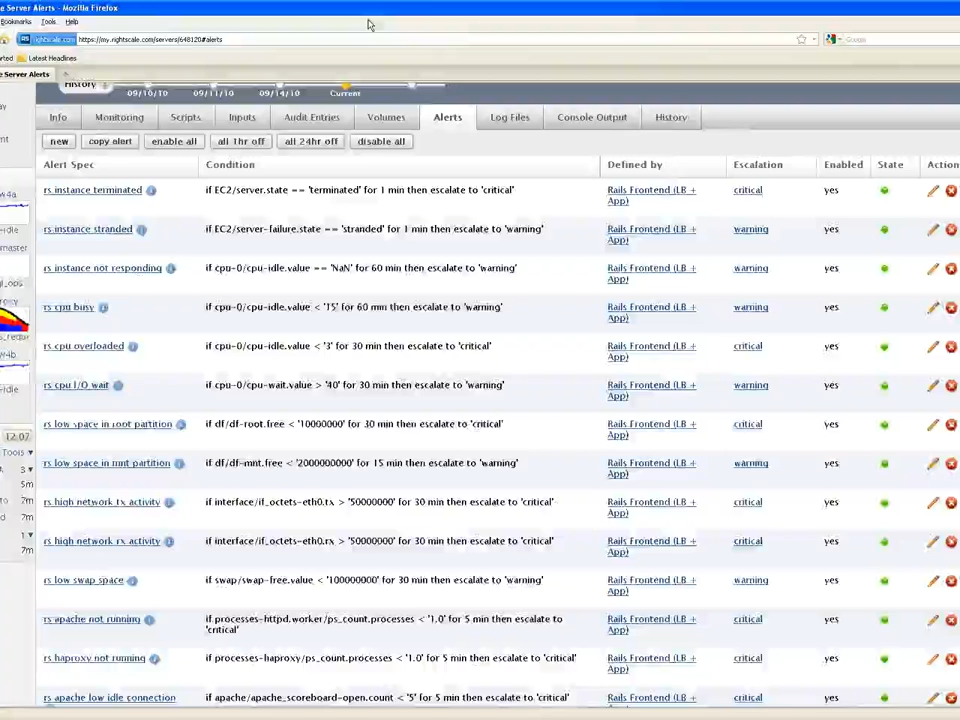 e Server Alerts - Mozilla Firefox
Bookmarks Tools Help
rightscale.com https://my.rightscale.com/servers/648120#alerts
Google
Latest Headlines
e Server Alerts
History
09/10/10 09/11/10 09/14/10 Current
Info Monitoring Scripts Inputs Audit Entries Volumes Alerts Log Files Console Output History
new copy alert enable all all 1hr off all 24hr off disable all
Alert Spec Condition Defined by Escalation Enabled State Action
rs instance terminated if EC2/server.state == 'terminated' for 1 min then escalate to 'critical' Rails Frontend (LB + critical yes
App)
rs instance stranded if EC2/server-failure.state == 'stranded' for 1 min then escalate to 'warning' Rails Frontend (LB + warning yes
App)
rs instance not responding if cpu-0/cpu-idle.value == 'NaN' for 60 min then escalate to 'warning' Rails Frontend (LB + warning yes
App)
rs cpu busy if cpu-0/cpu-idle.value < '15' for 60 min then escalate to 'warning' Rails Frontend (LB + warning yes
App)
rs cpu overloaded if cpu-0/cpu-idle.value < '3' for 30 min then escalate to 'critical' Rails Frontend (LB + critical yes
App)
rs cpu I/O wait if cpu-0/cpu-wait.value > '40' for 30 min then escalate to 'warning' Rails Frontend (LB + warning yes
App)
rs low space in root partition if df/df-root.free < '10000000' for 30 min then escalate to 'critical' Rails Frontend (LB + critical yes
App)
rs low space in mnt partition if df/df-mnt.free < '2000000000' for 15 min then escalate to 'warning' Rails Frontend (LB + warning yes
App)
rs high network tx activity if interface/if_octets-eth0.tx > '50000000' for 30 min then escalate to 'critical' Rails Frontend (LB + critical yes
App)
rs high network rx activity if interface/if_octets-eth0.rx > '50000000' for 30 min then escalate to 'critical' Rails Frontend (LB + critical yes
App)
rs low swap space if swap/swap-free.value < '100000000' for 30 min then escalate to 'warning' Rails Frontend (LB + warning yes
App)
rs apache not running if processes-httpd.worker/ps_count.processes < '1.0' for 5 min then escalate to Rails Frontend (LB + critical yes
'critical' App)
rs haproxy not running if processes-haproxy/ps_count.processes < '1.0' for 5 min then escalate to 'critical' Rails Frontend (LB + critical yes
App)
rs apache low idle connection if apache/apache_scoreboard-open.count < '5' for 5 min then escalate to 'critical' Rails Frontend (LB + critical yes
w4a
-idle
master
w4b
-idle
12:07
Tools
3
5m
to 7m
d 7m
1
7m